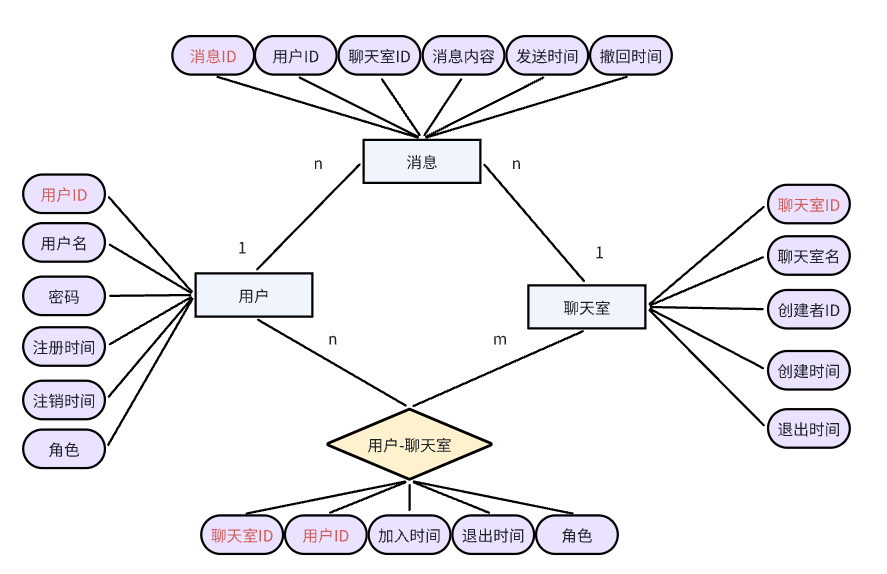 消息ID
用户ID
聊天室ID
消息内容
发送时间
撤回时间
消息
n
n
用户ID
用户名
密码
注册时间
注销时间
角色
1
1
用户
聊天室
聊天室ID
聊天室名
创建者ID
创建时间
退出时间
n
m
用户-聊天室
聊天室ID
用户ID
加入时间
退出时间
角色